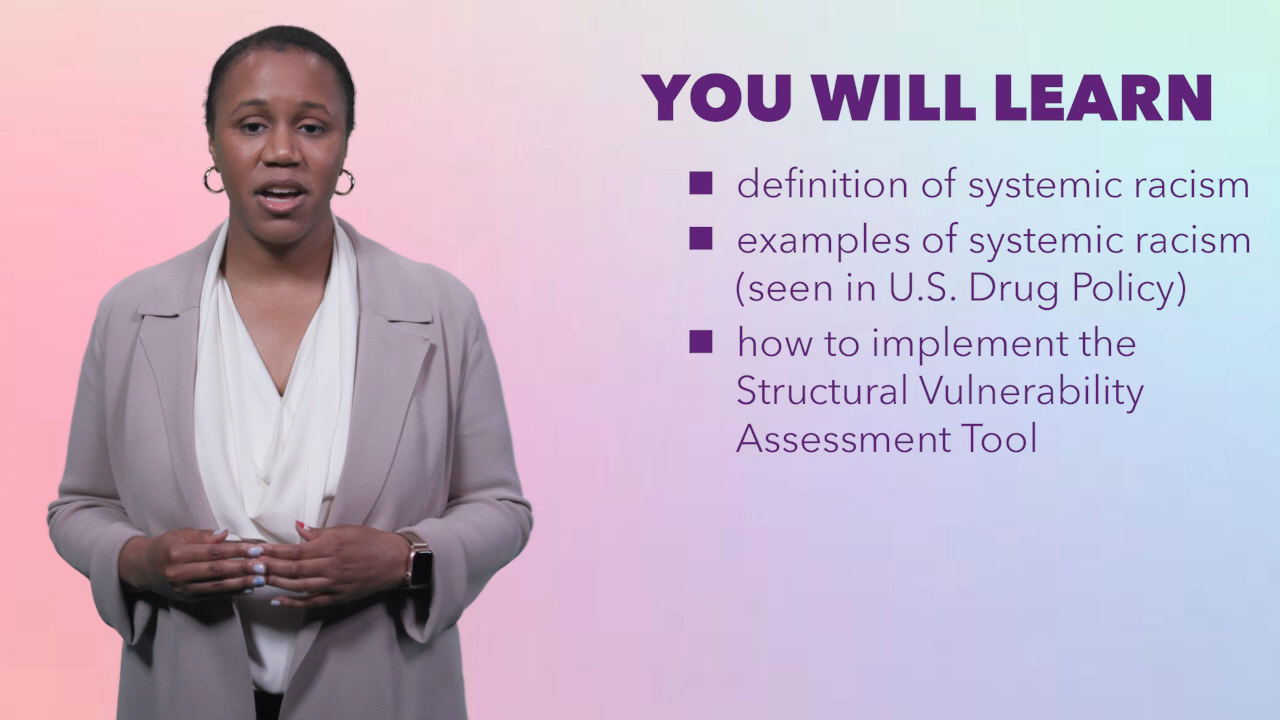 YOU WILL LEARN
■ definition of systemic racism
■ examples of systemic racism
(seen in U.S. Drug Policy)
■ how to implement the
Structural Vulnerability
Assessment Tool